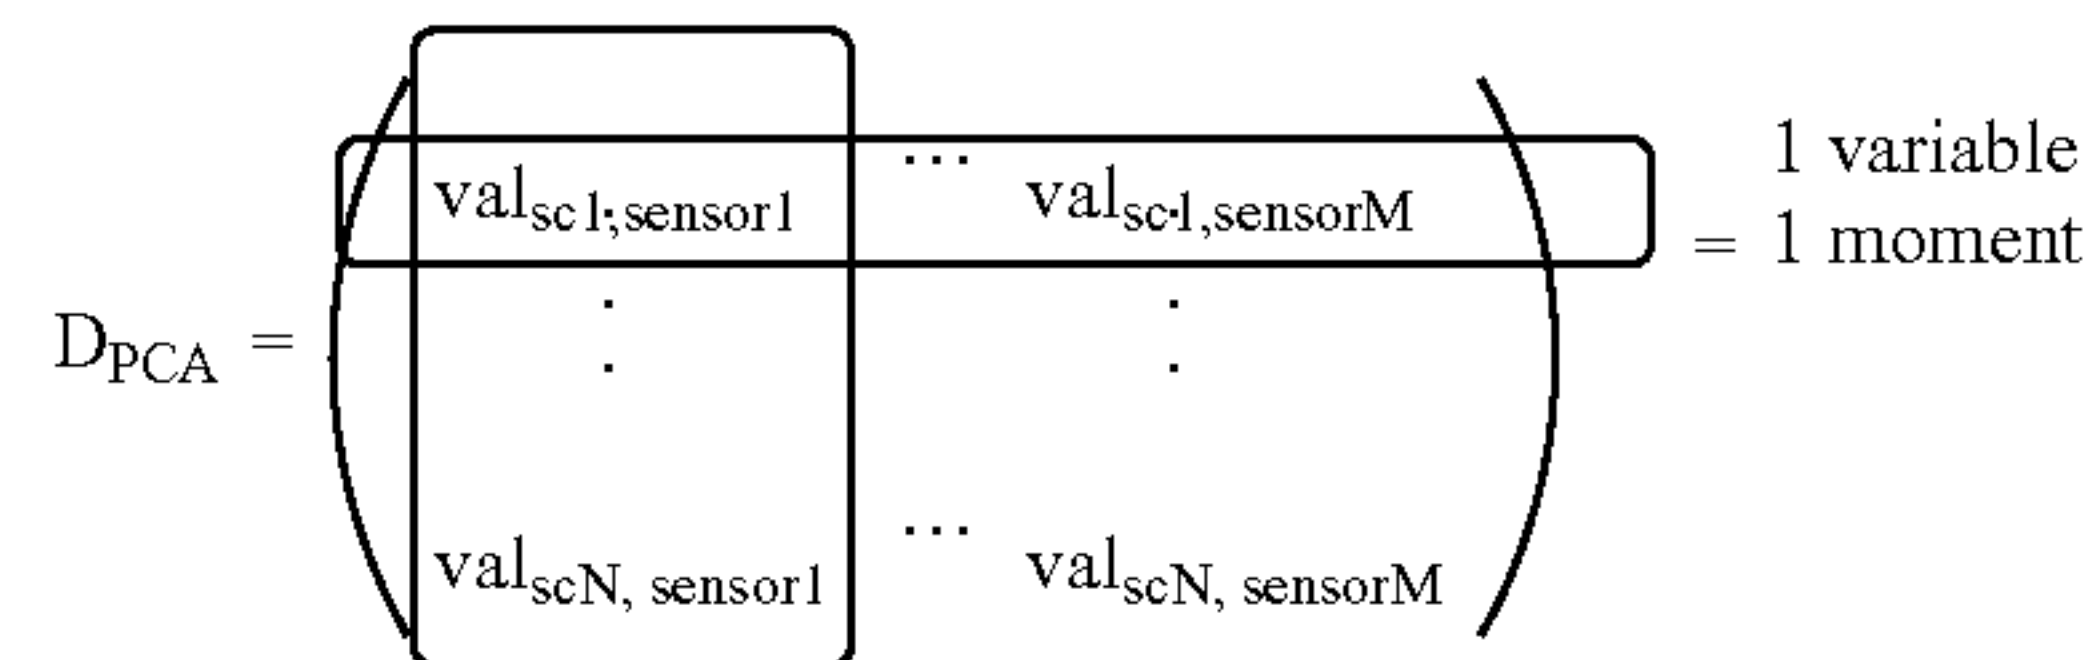 val_sc1;sensor1 ... val_sc1,sensorM
1 variable
= 1 moment
: :
D_PCA =
val_scN, sensor1 ... val_scN, sensorM